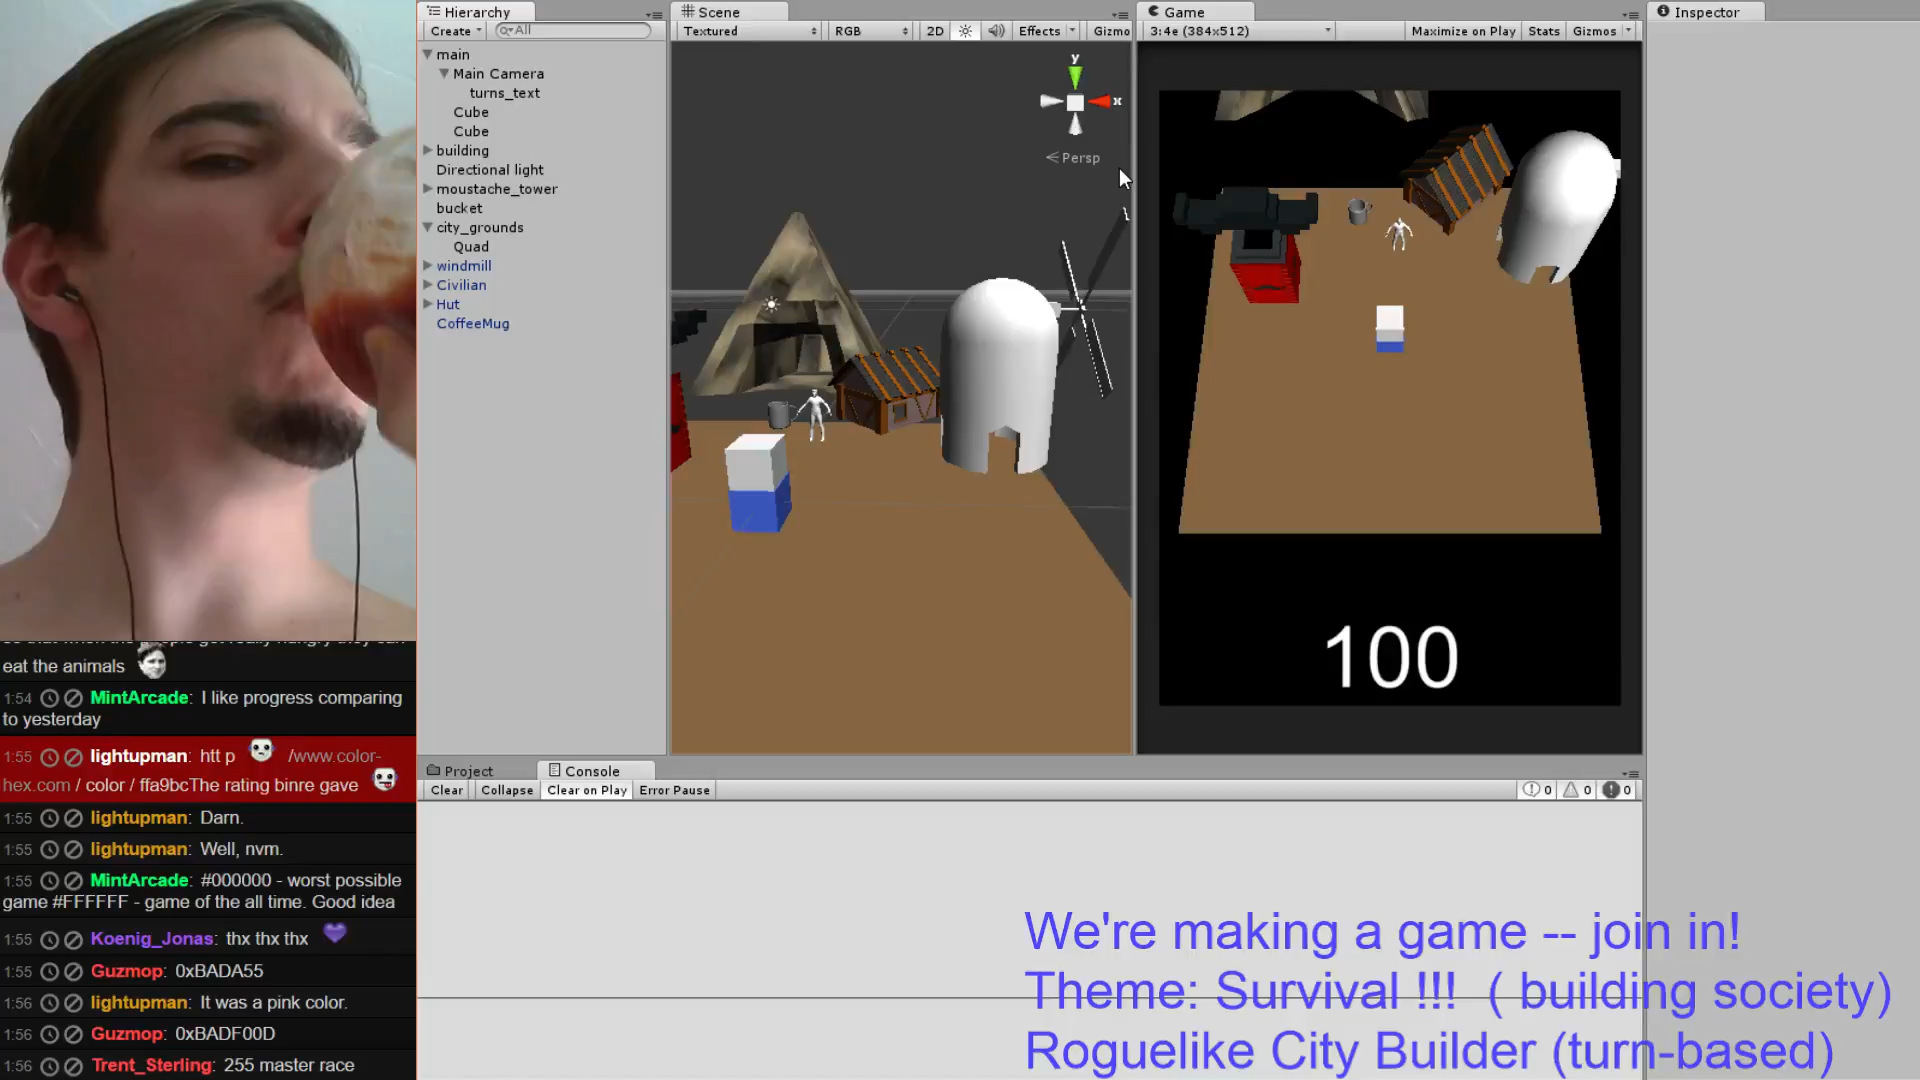 Hierarchy
Create
All
main
Main Camera
turns_text
Cube
Cube
building
Directional light
moustache_tower
bucket
city_grounds
Quad
windmill
Civilian
Hut
CoffeeMug
Scene
Textured RGB 2D Effects Gizmo
y
x
Persp
Game
3:4e (384x512) Maximize on Play Stats Gizmos
100
Inspector
Project Console
Clear Collapse Clear on Play Error Pause 0 0 0
eat the animals
1:54 MintArcade: I like progress comparing
to yesterday
1:55 lightupman: htt p /www.color-
hex.com / color / ffa9bcThe rating binre gave
1:55 lightupman: Darn.
1:55 lightupman: Well, nvm.
1:55 MintArcade: #000000 - worst possible
game #FFFFFF - game of the all time. Good idea
1:55 Koenig_Jonas: thx thx thx
1:55 Guzmop: 0xBADA55
1:56 lightupman: It was a pink color.
1:56 Guzmop: 0xBADF00D
1:56 Trent_Sterling: 255 master race
We're making a game -- join in!
Theme: Survival !!! ( building society)
Roguelike City Builder (turn-based)